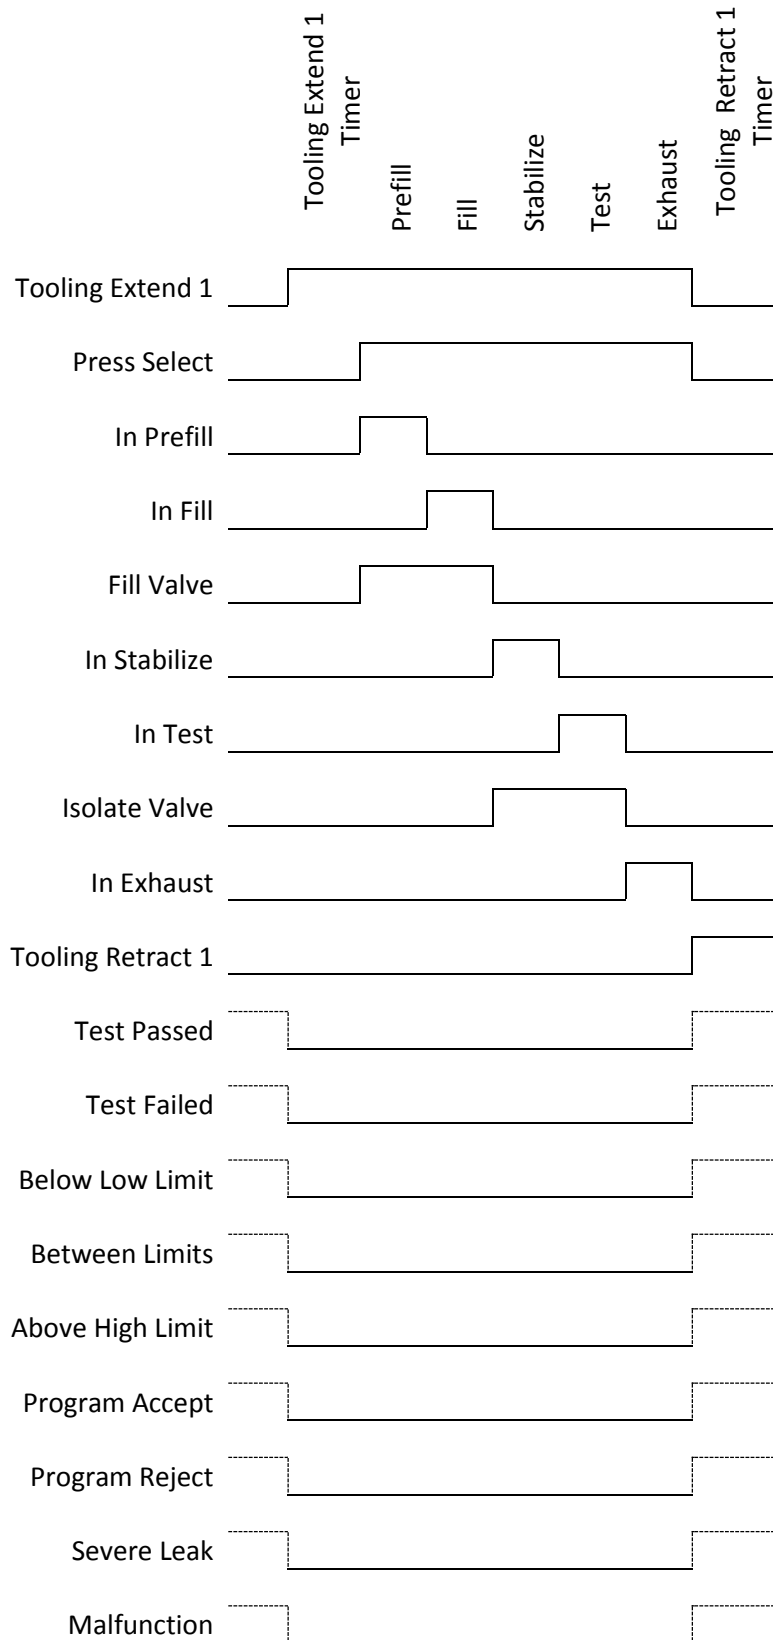 Tooling Extend 1
Timer
Prefill
Fill
Stabilize
Test
Exhaust
Tooling Retract 1
Timer
Tooling Extend 1
Press Select
In Prefill
In Fill
Fill Valve
In Stabilize
In Test
Isolate Valve
In Exhaust
Tooling Retract 1
Test Passed
Test Failed
Below Low Limit
Between Limits
Above High Limit
Program Accept
Program Reject
Severe Leak
Malfunction